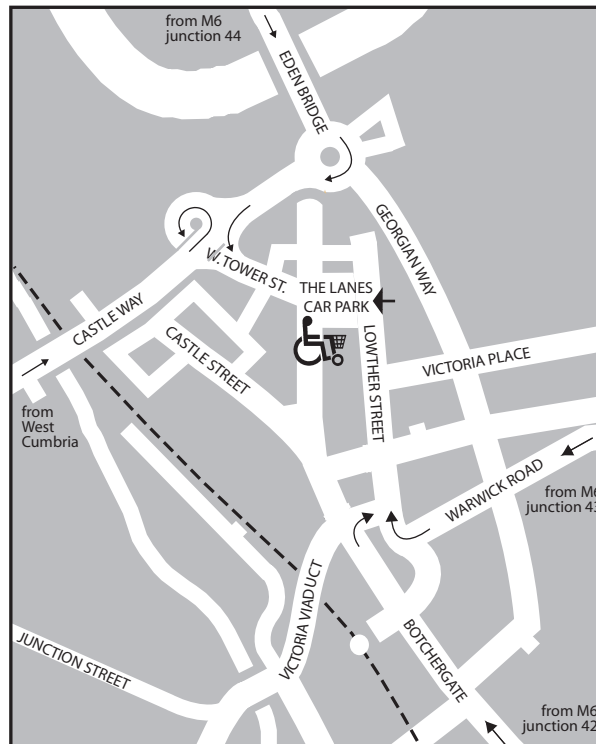 from M6
junction 44
EDEN BRIDGE
GEORGIAN WAY
W. TOWER ST.
THE LANES
CAR PARK
CASTLE WAY
CASTLE STREET
LOWTHER STREET
VICTORIA PLACE
from
West
Cumbria
WARWICK ROAD
from M6
junction 43
VICTORIA VIADUCT
BOTCHERGATE
JUNCTION STREET
from M6
junction 42